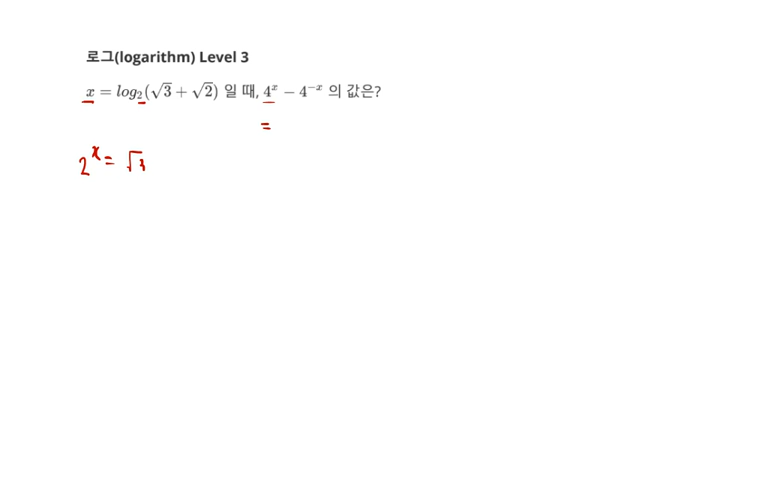 로그(logarithm) Level 3
x = log₂(√3 + √2) 일 때, 4ˣ − 4⁻ˣ 의 값은?
=
2ˣ = √3